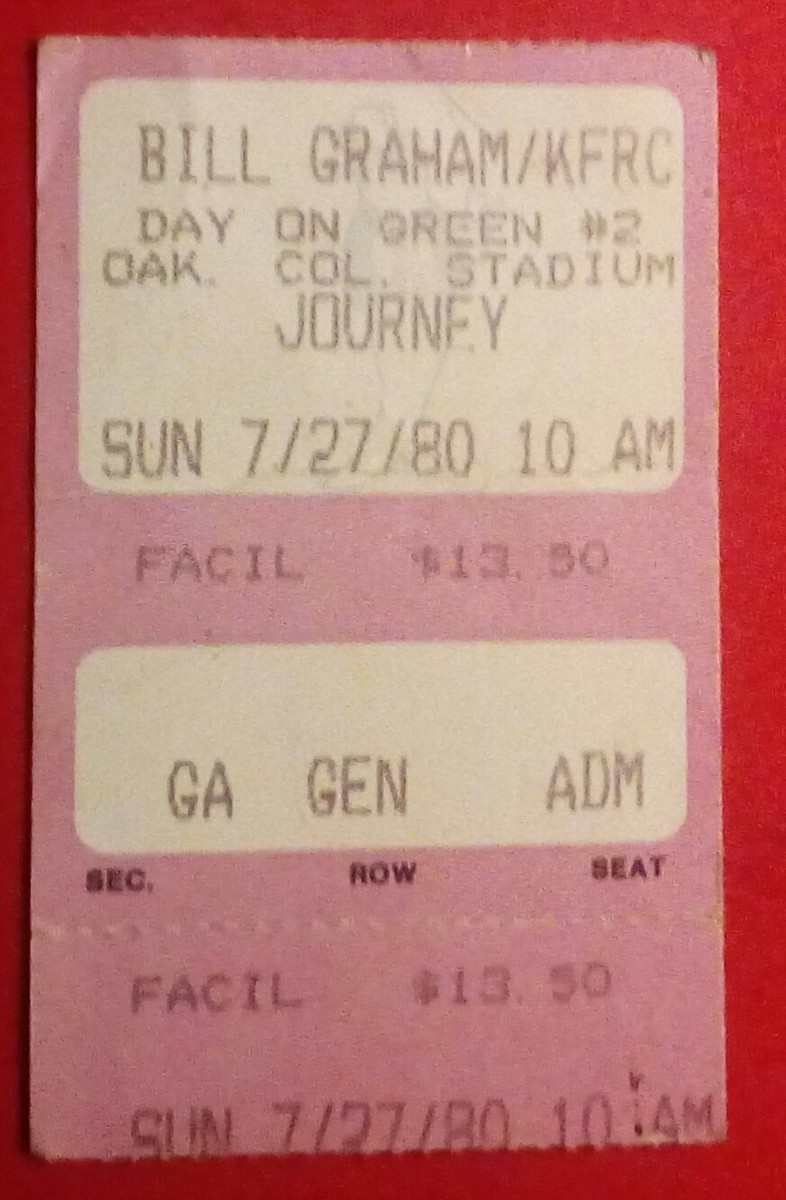 BILL GRAHAM/KFRC
DAY ON GREEN #2
OAK. COL. STADIUM
JOURNEY
SUN 7/27/80 10 AM
FACIL $13.50
GA GEN ADM
SEC. ROW SEAT
FACIL $13.50
SUN 7/27/80 10 AM